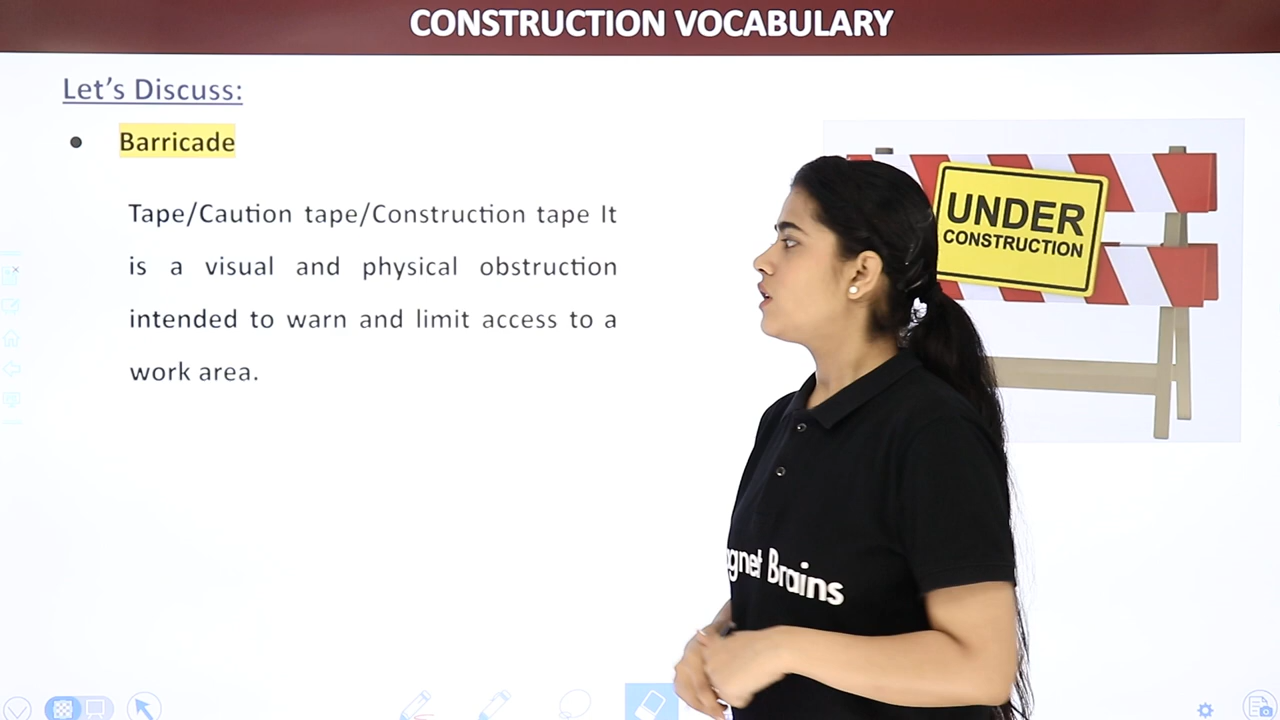 CONSTRUCTION VOCABULARY
Let's Discuss:
Barricade
Tape/Caution tape/Construction tape It
is a visual and physical obstruction
intended to warn and limit access to a
work area.
UNDER
CONSTRUCTION
gnet Brains